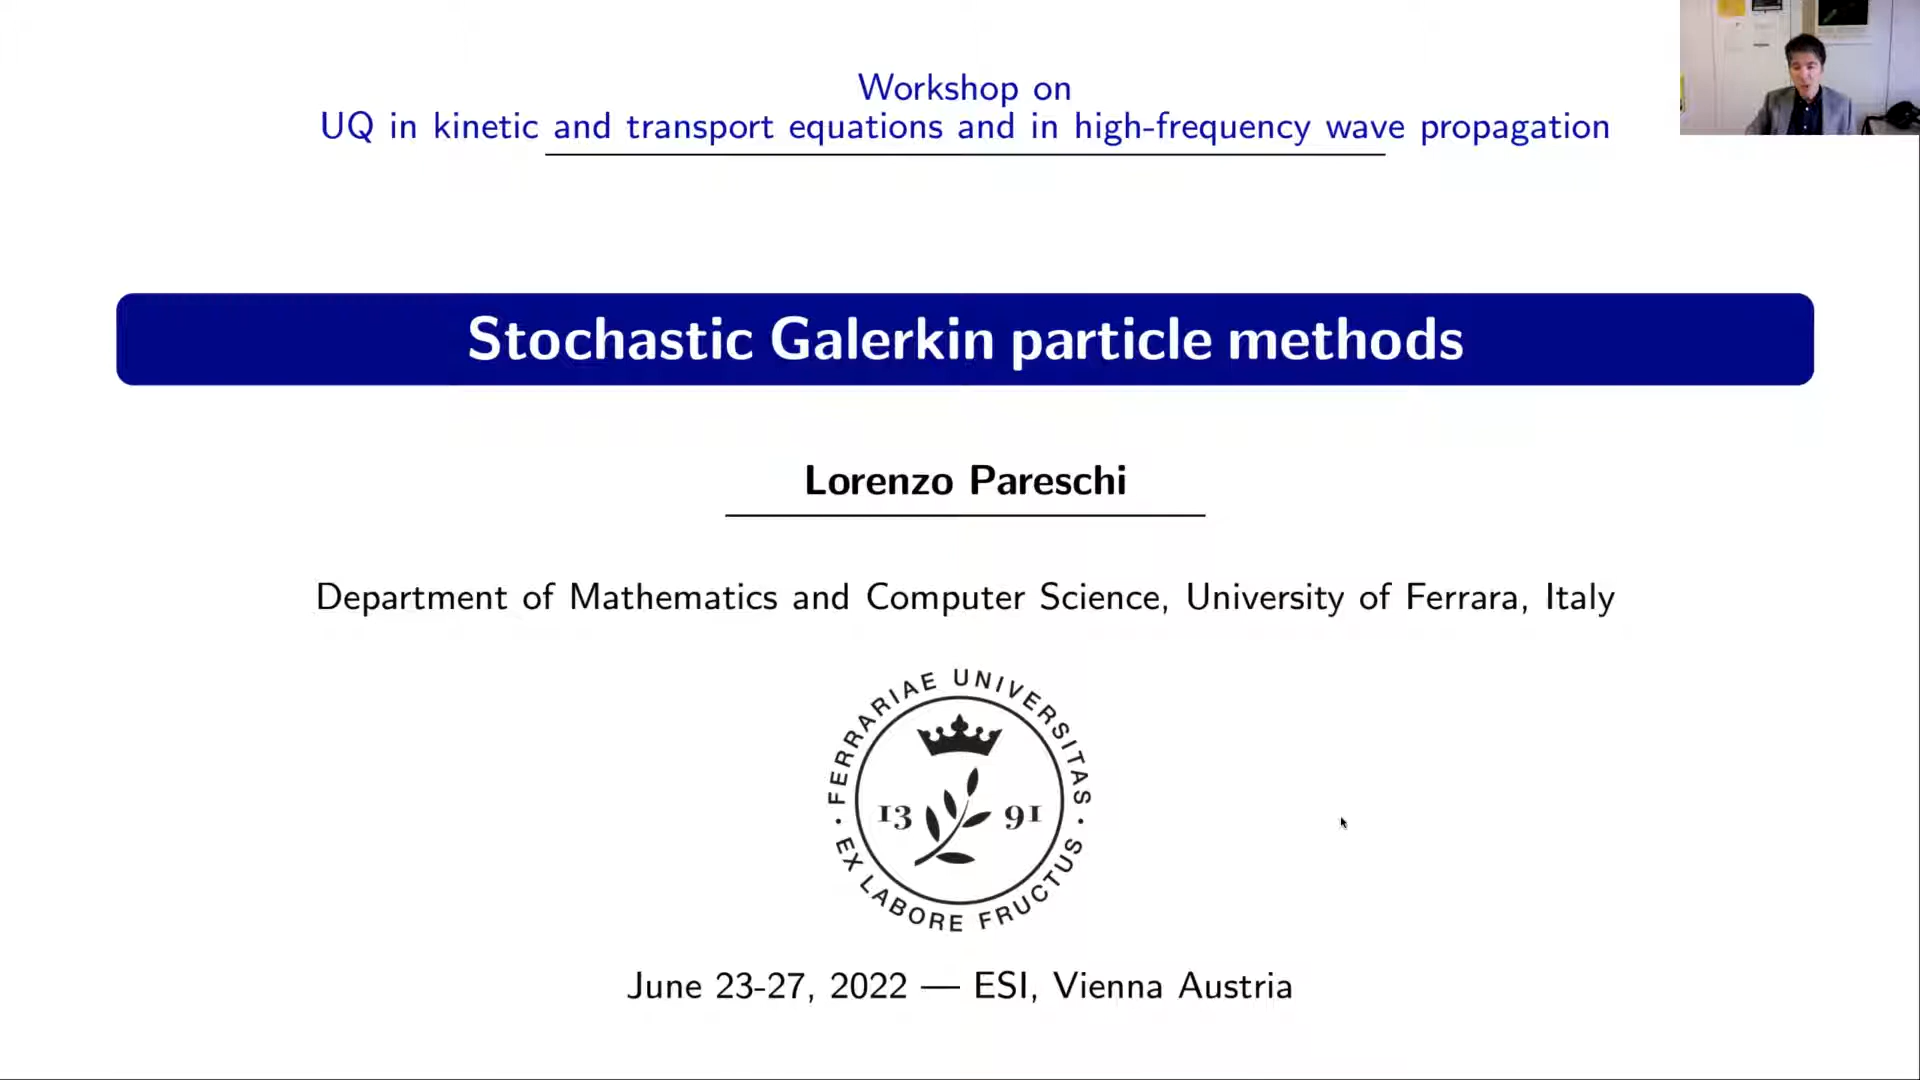 Workshop on
UQ in kinetic and transport equations and in high-frequency wave propagation
Stochastic Galerkin particle methods
Lorenzo Pareschi
Department of Mathematics and Computer Science, University of Ferrara, Italy
FERRARIAE UNIVERSITAS
13 91
· EX LABORE FRUCTUS ·
June 23-27, 2022 — ESI, Vienna Austria